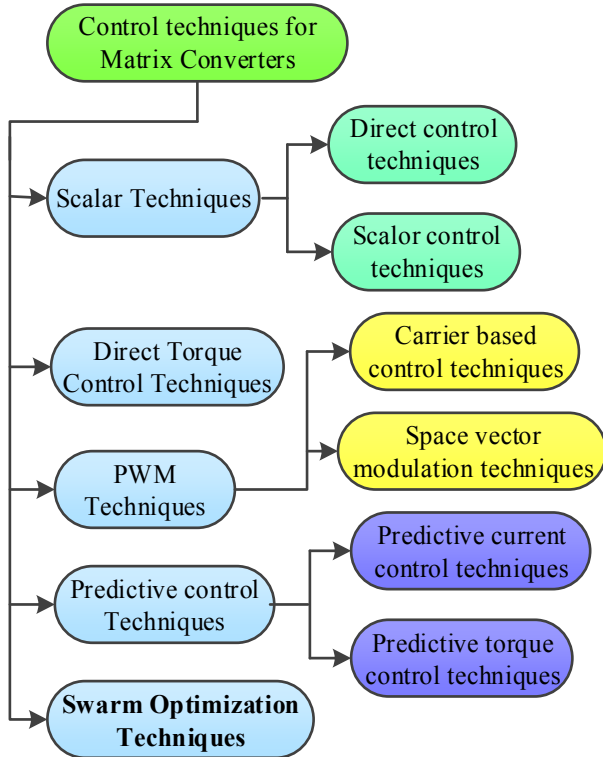 Control techniques for
Matrix Converters
Scalar Techniques
Direct control
techniques
Scalor control
techniques
Direct Torque
Control Techniques
PWM
Techniques
Carrier based
control techniques
Space vector
modulation techniques
Predictive control
Techniques
Predictive current
control techniques
Predictive torque
control techniques
Swarm Optimization
Techniques